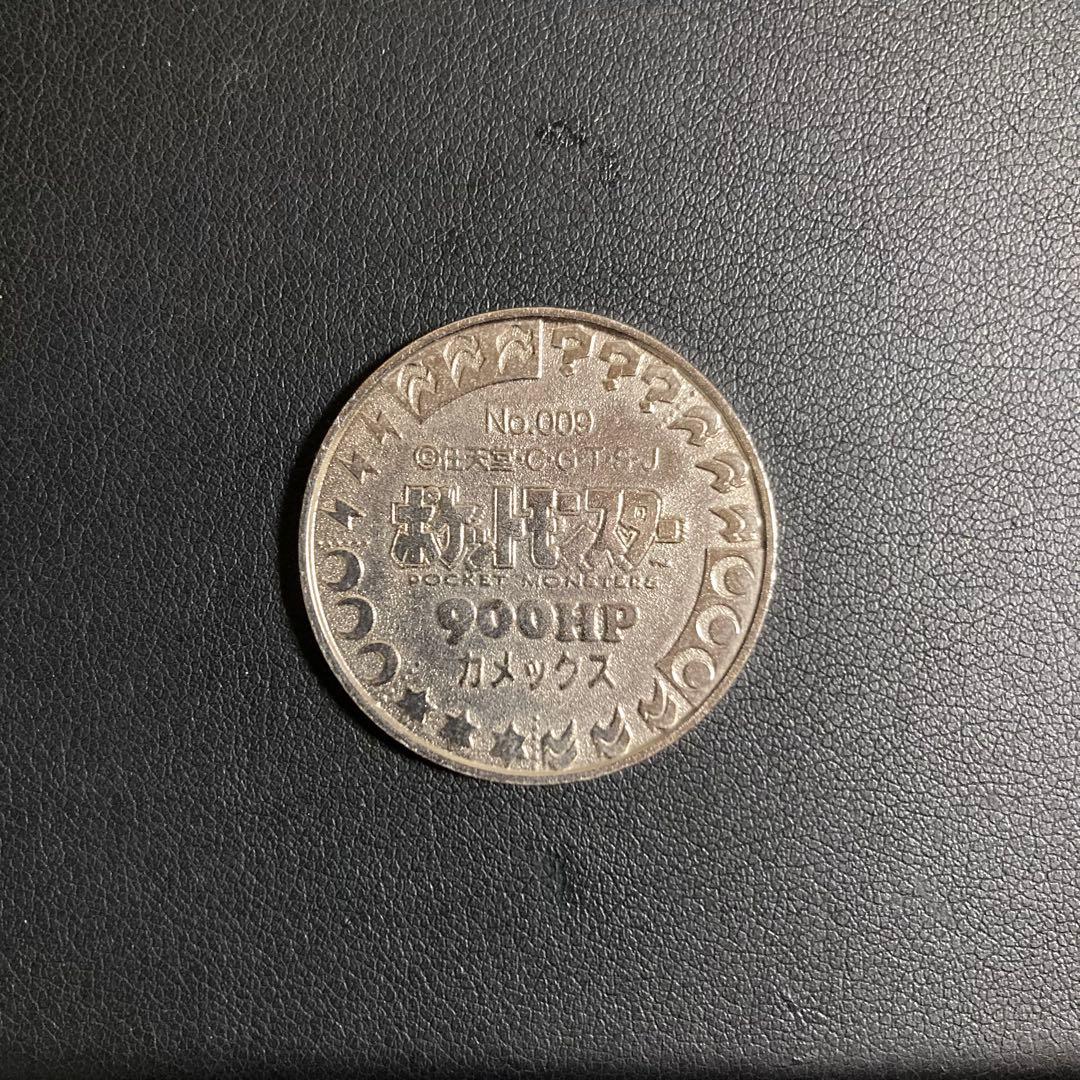 No.009
©任天堂・C・G・T・S・J
ポケットモンスター
POCKET MONSTERS
900HP
カメックス